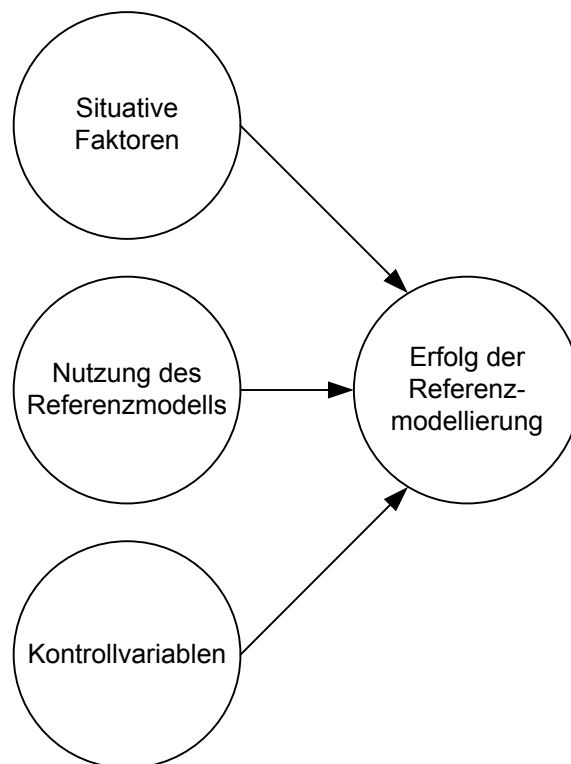 Situative
Faktoren
Nutzung des
Referenzmodells
Erfolg der
Referenz-
modellierung
Kontrollvariablen